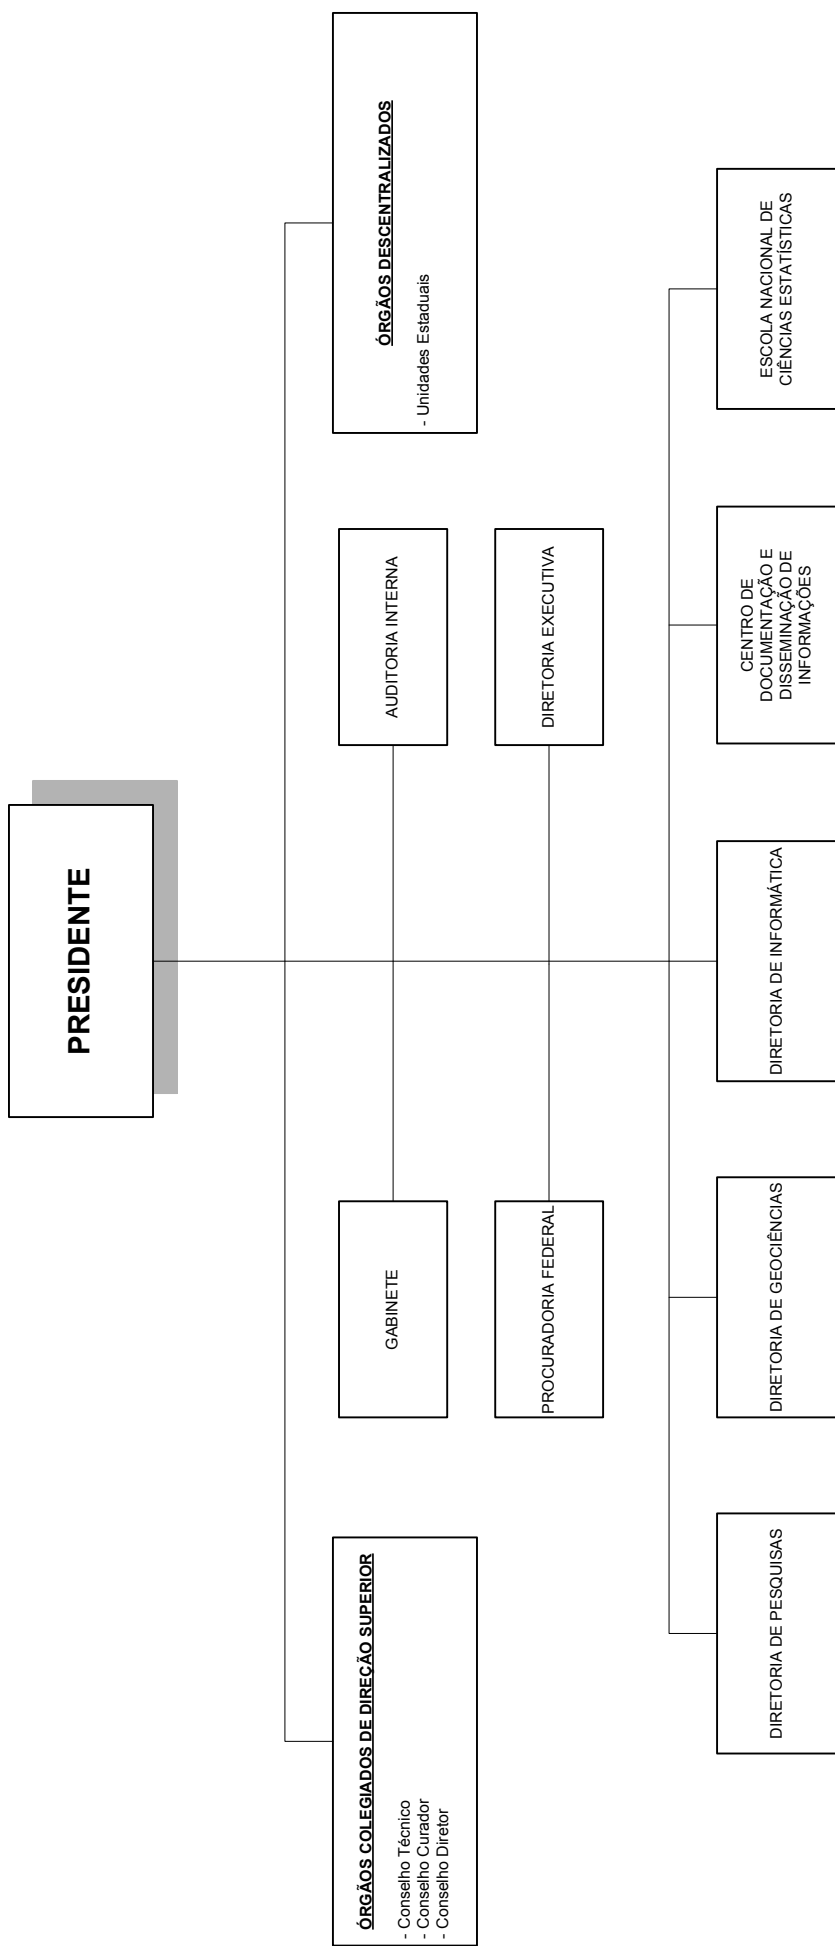 PRESIDENTE
ÓRGÃOS COLEGIADOS DE DIREÇÃO SUPERIOR
- Conselho Técnico
- Conselho Curador
- Conselho Diretor
GABINETE
AUDITORIA INTERNA
ÓRGÃOS DESCENTRALIZADOS
- Unidades Estaduais
PROCURADORIA FEDERAL
DIRETORIA EXECUTIVA
DIRETORIA DE PESQUISAS
DIRETORIA DE GEOCIÊNCIAS
DIRETORIA DE INFORMÁTICA
CENTRO DE
DOCUMENTAÇÃO E
DISSEMINAÇÃO DE
INFORMAÇÕES
ESCOLA NACIONAL DE
CIÊNCIAS ESTATÍSTICAS